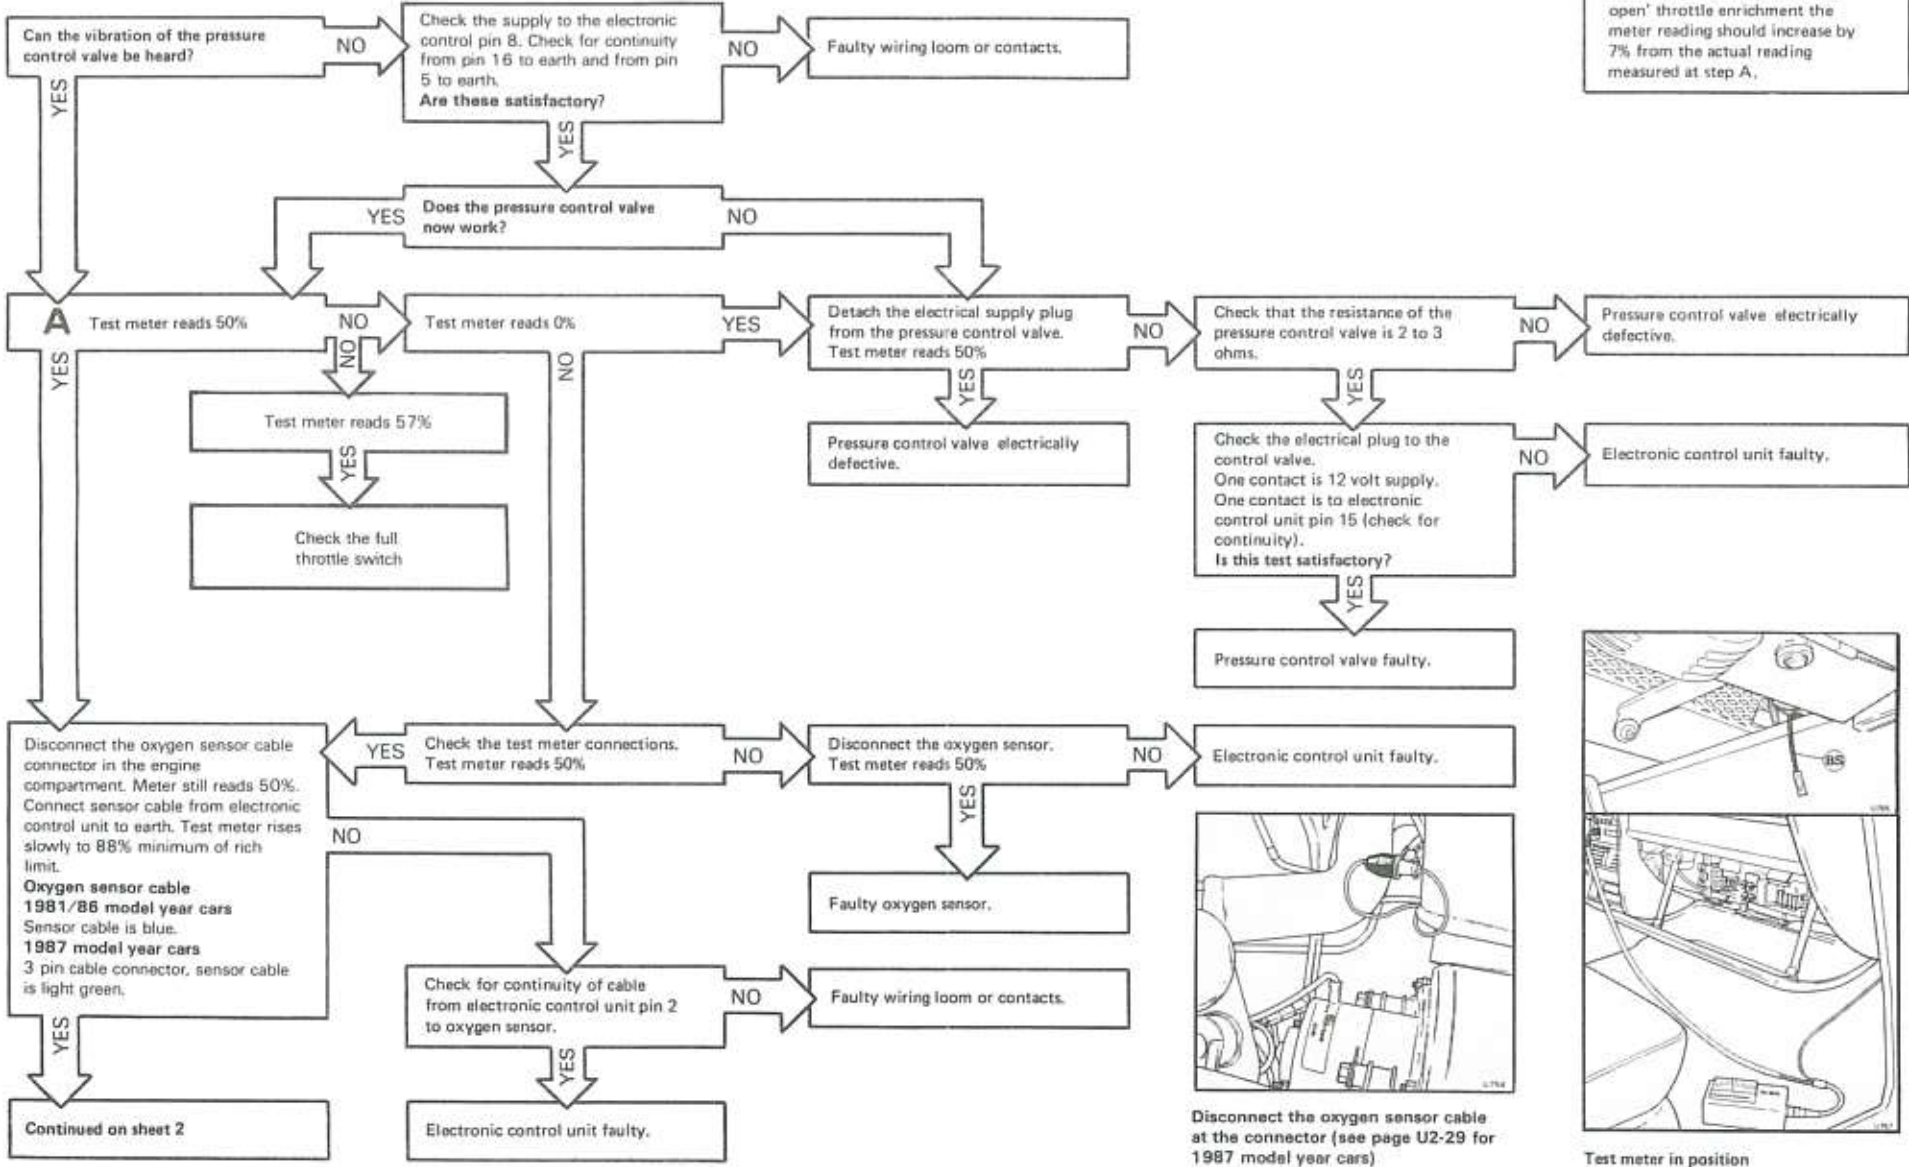 Can the vibration of the pressure
control valve be heard?
NO
YES
Check the supply to the electronic
control pin 8. Check for continuity
from pin 16 to earth and from pin
5 to earth.
Are these satisfactory?
NO
YES
Faulty wiring loom or contacts.
open' throttle enrichment the
meter reading should increase by
7% from the actual reading
measured at step A.
YES
Does the pressure control valve
now work?
NO
A
Test meter reads 50%
NO
NO
YES
Test meter reads 0%
YES
NO
Detach the electrical supply plug
from the pressure control valve.
Test meter reads 50%
NO
YES
Check that the resistance of the
pressure control valve is 2 to 3
ohms.
NO
YES
Pressure control valve electrically
defective.
Test meter reads 57%
YES
Check the full
throttle switch
Pressure control valve electrically
defective.
Check the electrical plug to the
control valve.
One contact is 12 volt supply.
One contact is to electronic
control unit pin 15 (check for
continuity).
Is this test satisfactory?
NO
YES
Electronic control unit faulty.
Pressure control valve faulty.
Disconnect the oxygen sensor cable
connector in the engine
compartment. Meter still reads 50%.
Connect sensor cable from electronic
control unit to earth. Test meter rises
slowly to 88% minimum of rich
limit.
Oxygen sensor cable
1981/86 model year cars
Sensor cable is blue.
1987 model year cars
3 pin cable connector, sensor cable
is light green.
NO
YES
YES
Check the test meter connections.
Test meter reads 50%
NO
Disconnect the oxygen sensor.
Test meter reads 50%
NO
YES
Electronic control unit faulty.
Faulty oxygen sensor.
Check for continuity of cable
from electronic control unit pin 2
to oxygen sensor.
NO
YES
Faulty wiring loom or contacts.
Continued on sheet 2
Electronic control unit faulty.
BS
Disconnect the oxygen sensor cable
at the connector (see page U2-29 for
1987 model year cars)
Test meter in position